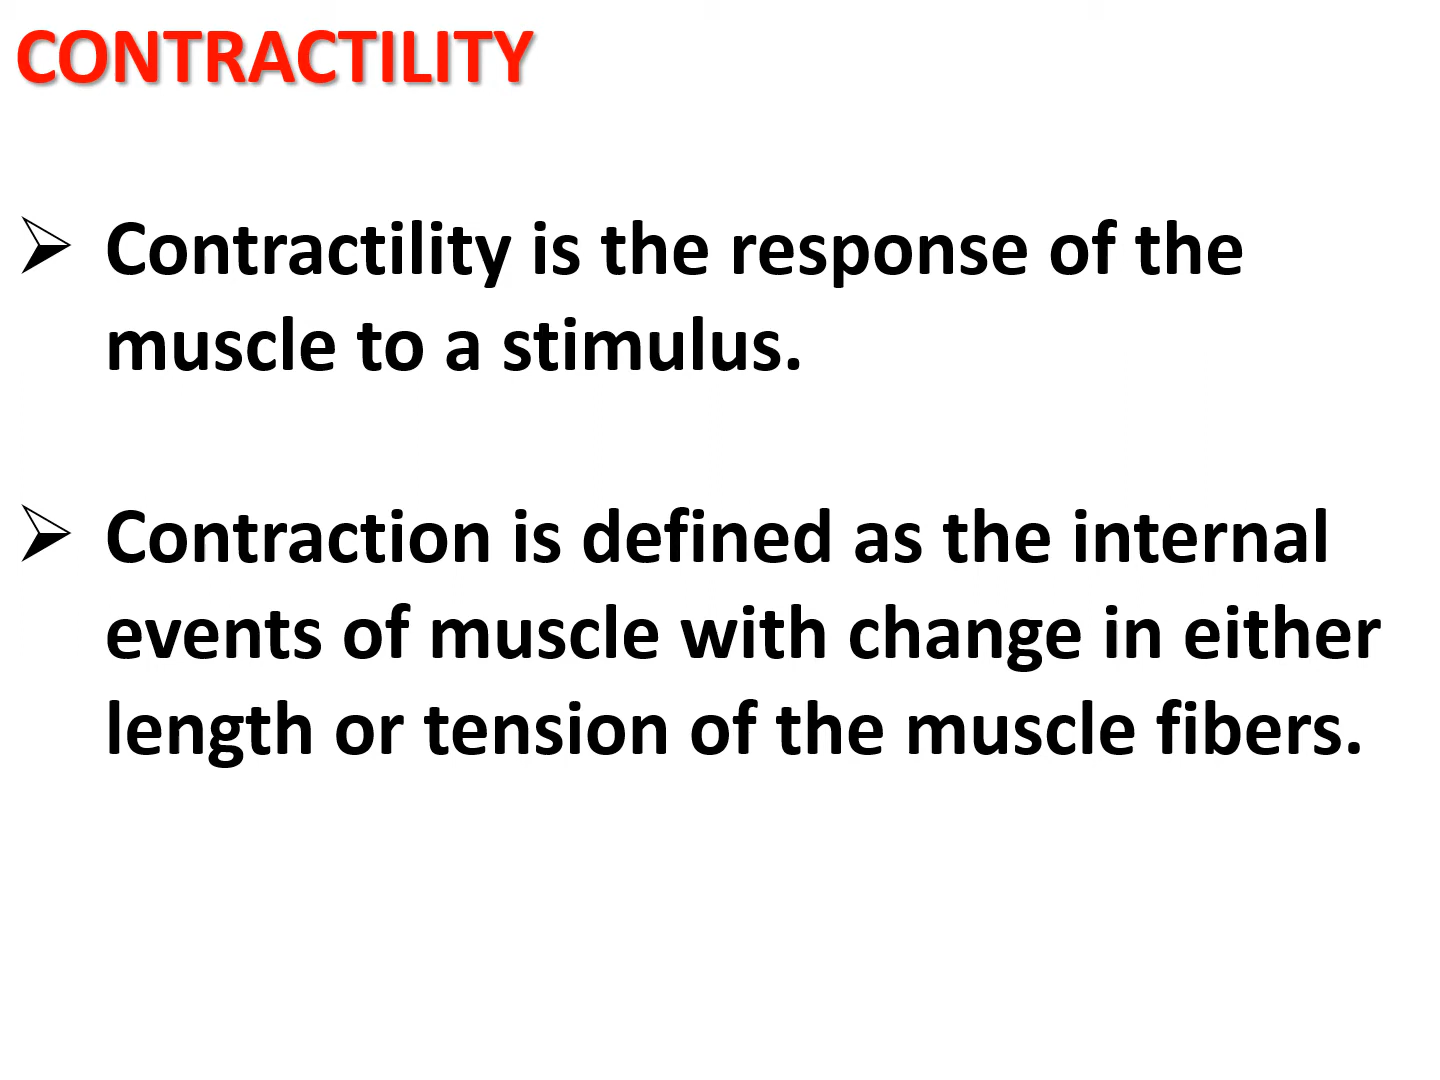 CONTRACTILITY
➢ Contractility is the response of the
muscle to a stimulus.
➢ Contraction is defined as the internal
events of muscle with change in either
length or tension of the muscle fibers.